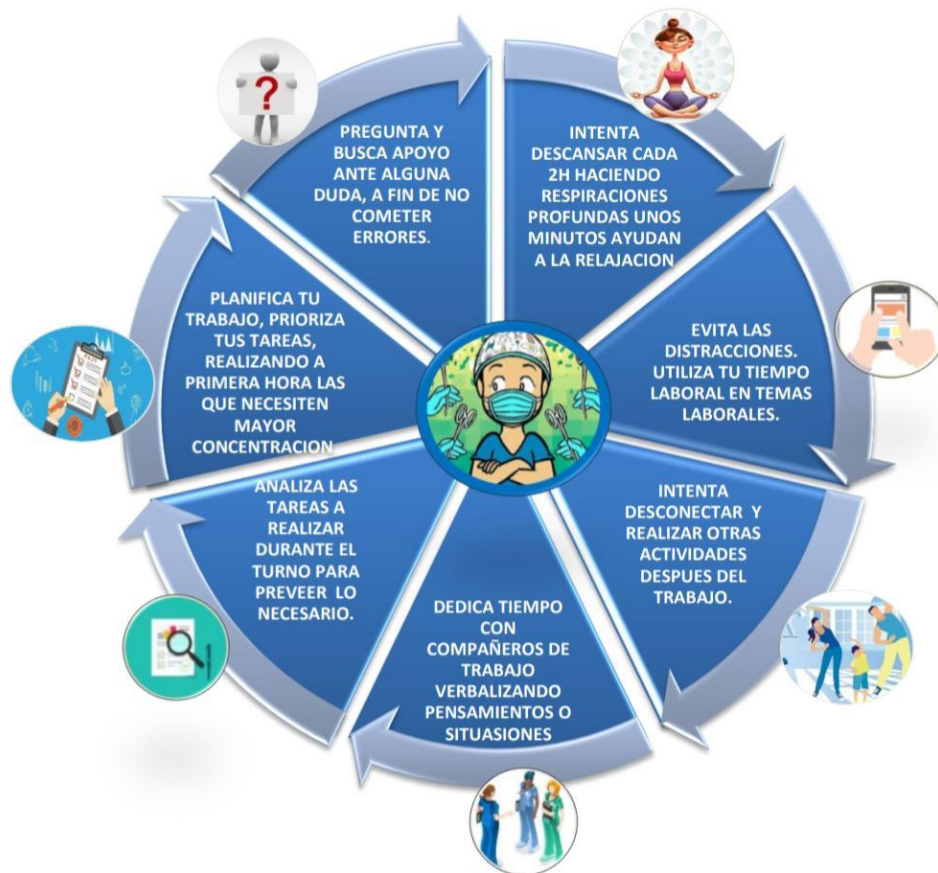 INTENTA
DESCANSAR CADA
2H HACIENDO
RESPIRACIONES
PROFUNDAS UNOS
MINUTOS AYUDAN
A LA RELAJACION
EVITA LAS
DISTRACCIONES.
UTILIZA TU TIEMPO
LABORAL EN TEMAS
LABORALES.
INTENTA
DESCONECTAR Y
REALIZAR OTRAS
ACTIVIDADES
DESPUES DEL
TRABAJO.
DEDICA TIEMPO
CON
COMPAÑEROS DE
TRABAJO
VERBALIZANDO
PENSAMIENTOS O
SITUACIONES
ANALIZA LAS
TAREAS A
REALIZAR
DURANTE EL
TURNO PARA
PREVEER LO
NECESARIO.
PLANIFICA TU
TRABAJO, PRIORIZA
TUS TAREAS,
REALIZANDO A
PRIMERA HORA LAS
QUE NECESITEN
MAYOR
CONCENTRACION.
PREGUNTA Y
BUSCA APOYO
ANTE ALGUNA
DUDA, A FIN DE NO
COMETER
ERRORES.
?